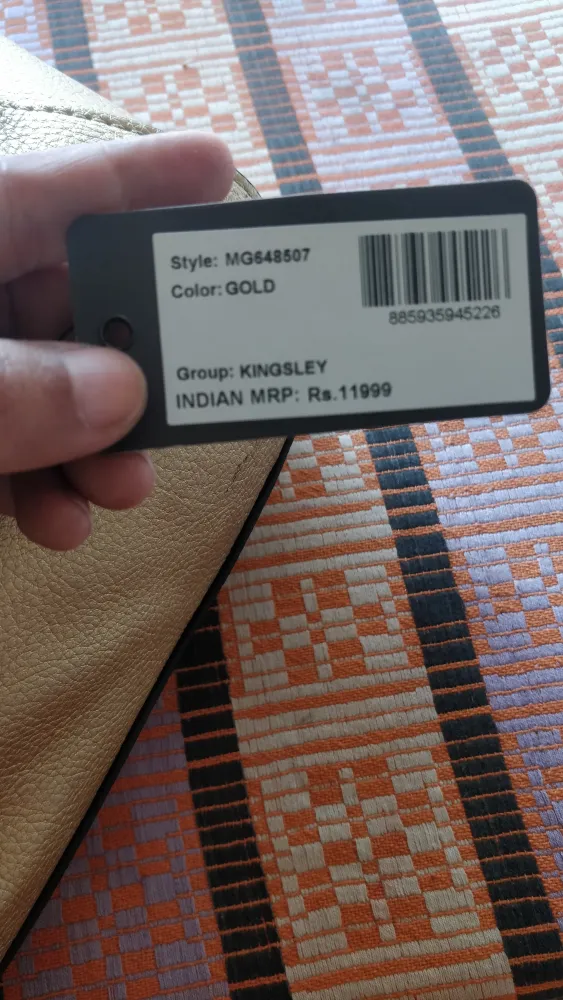 Style: MG648507
Color: GOLD
885935945226
Group: KINGSLEY
INDIAN MRP: Rs.11999